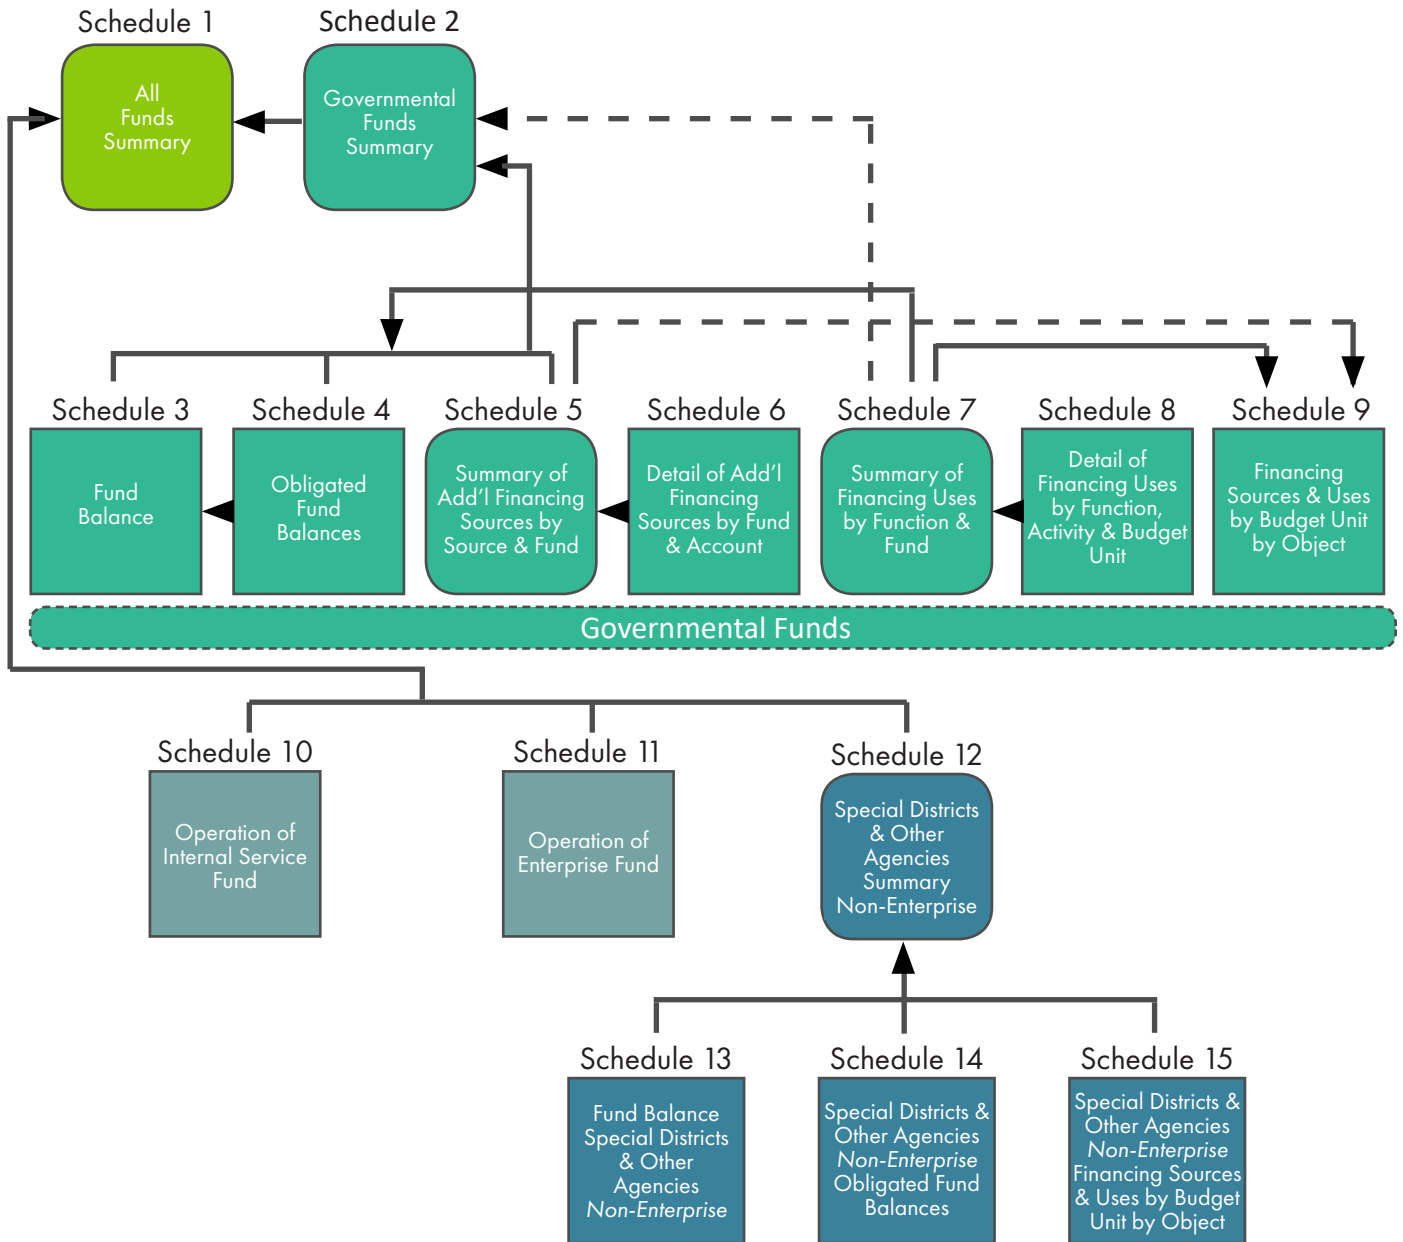 Schedule 1
All
Funds
Summary
Schedule 2
Governmental
Funds
Summary
Schedule 3
Fund
Balance
Schedule 4
Obligated
Fund
Balances
Schedule 5
Summary of
Add'l Financing
Sources by
Source & Fund
Schedule 6
Detail of Add'l
Financing
Sources by Fund
& Account
Schedule 7
Summary of
Financing Uses
by Function &
Fund
Schedule 8
Detail of
Financing Uses
by Function,
Activity & Budget
Unit
Schedule 9
Financing
Sources & Uses
by Budget Unit
by Object
Governmental Funds
Schedule 10
Operation of
Internal Service
Fund
Schedule 11
Operation of
Enterprise Fund
Schedule 12
Special Districts
& Other
Agencies
Summary
Non-Enterprise
Schedule 13
Fund Balance
Special Districts
& Other
Agencies
Non-Enterprise
Schedule 14
Special Districts &
Other Agencies
Non-Enterprise
Obligated Fund
Balances
Schedule 15
Special Districts &
Other Agencies
Non-Enterprise
Financing Sources
& Uses by Budget
Unit by Object